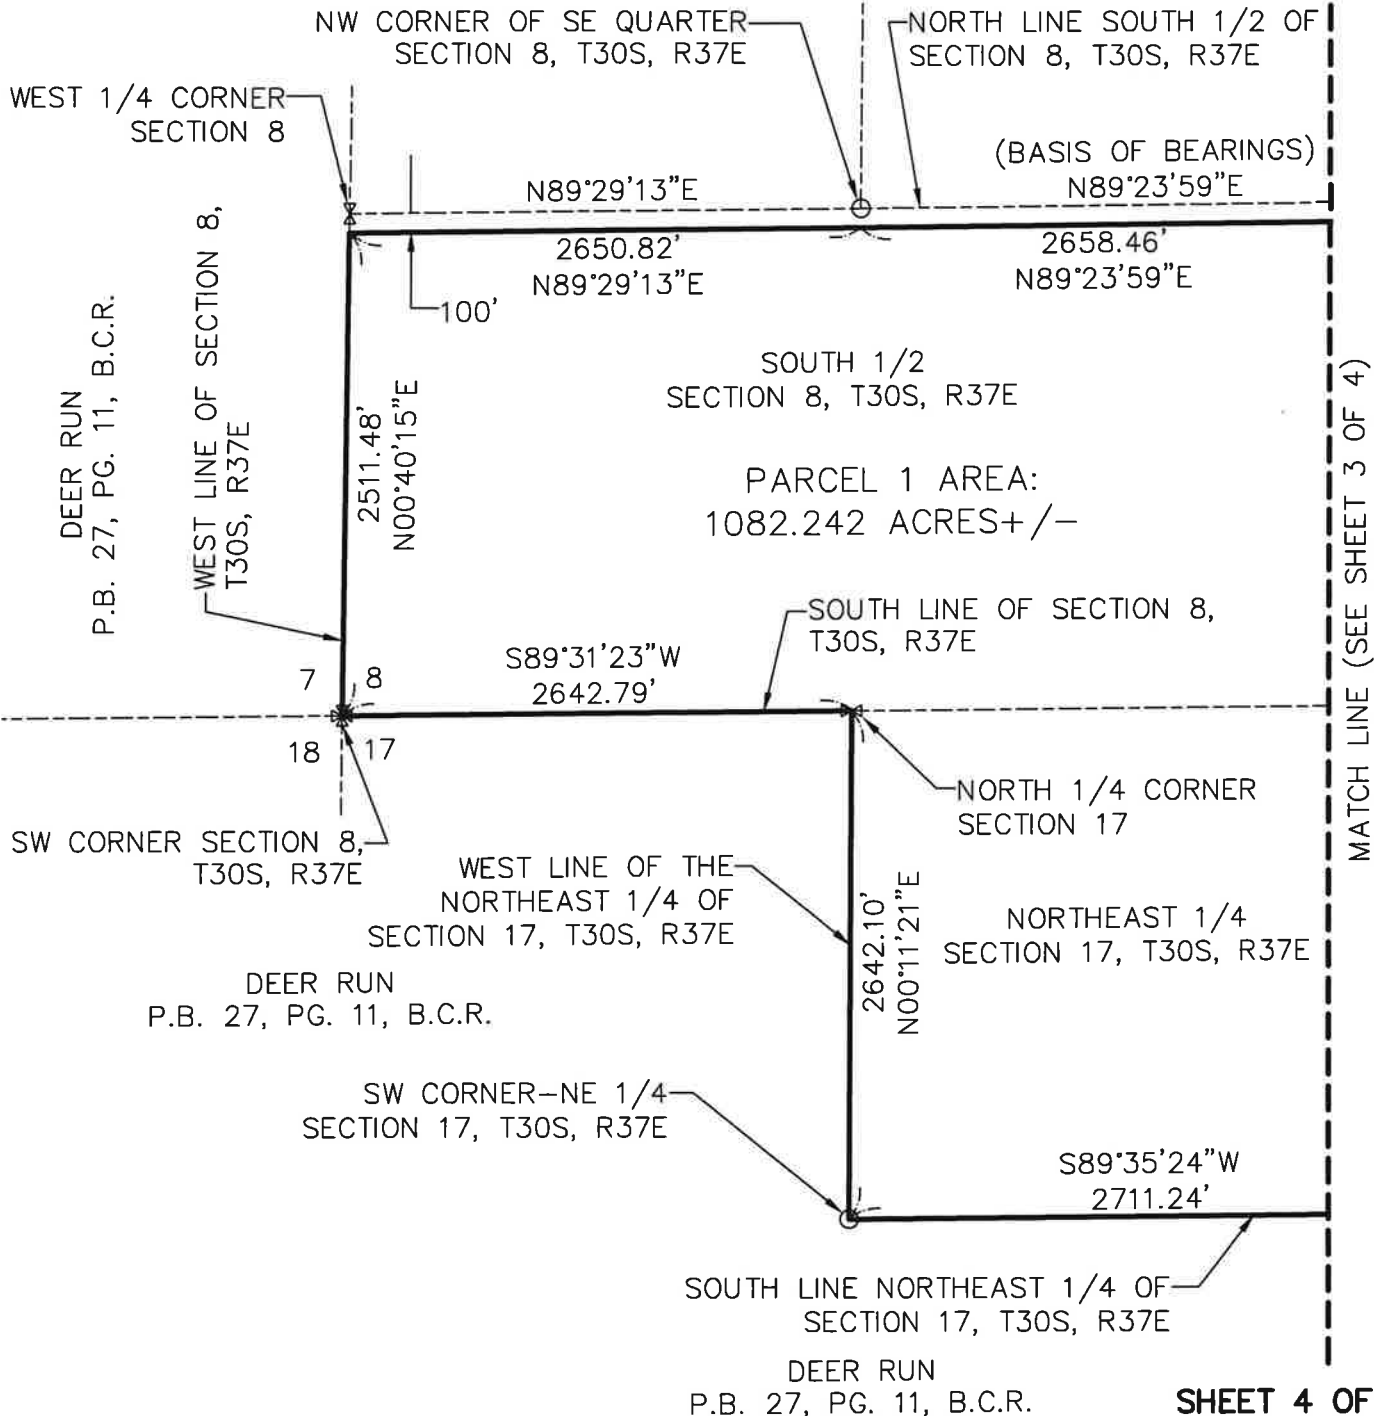 NW CORNER OF SE QUARTER
SECTION 8, T30S, R37E
NORTH LINE SOUTH 1/2 OF
SECTION 8, T30S, R37E
WEST 1/4 CORNER
SECTION 8
(BASIS OF BEARINGS)
N89°29'13"E
N89°23'59"E
2650.82'
N89°29'13"E
2658.46'
N89°23'59"E
100'
DEER RUN
P.B. 27, PG. 11, B.C.R.
WEST LINE OF SECTION 8,
T30S, R37E
2511.48'
N00°40'15"E
SOUTH 1/2
SECTION 8, T30S, R37E
PARCEL 1 AREA:
1082.242 ACRES+/-
MATCH LINE (SEE SHEET 3 OF 4)
SOUTH LINE OF SECTION 8,
T30S, R37E
S89°31'23"W
2642.79'
7
8
18
17
NORTH 1/4 CORNER
SECTION 17
SW CORNER SECTION 8,
T30S, R37E
WEST LINE OF THE
NORTHEAST 1/4 OF
SECTION 17, T30S, R37E
2642.10'
N00°11'21"E
NORTHEAST 1/4
SECTION 17, T30S, R37E
DEER RUN
P.B. 27, PG. 11, B.C.R.
SW CORNER-NE 1/4
SECTION 17, T30S, R37E
S89°35'24"W
2711.24'
SOUTH LINE NORTHEAST 1/4 OF
SECTION 17, T30S, R37E
DEER RUN
P.B. 27, PG. 11, B.C.R.
SHEET 4 OF